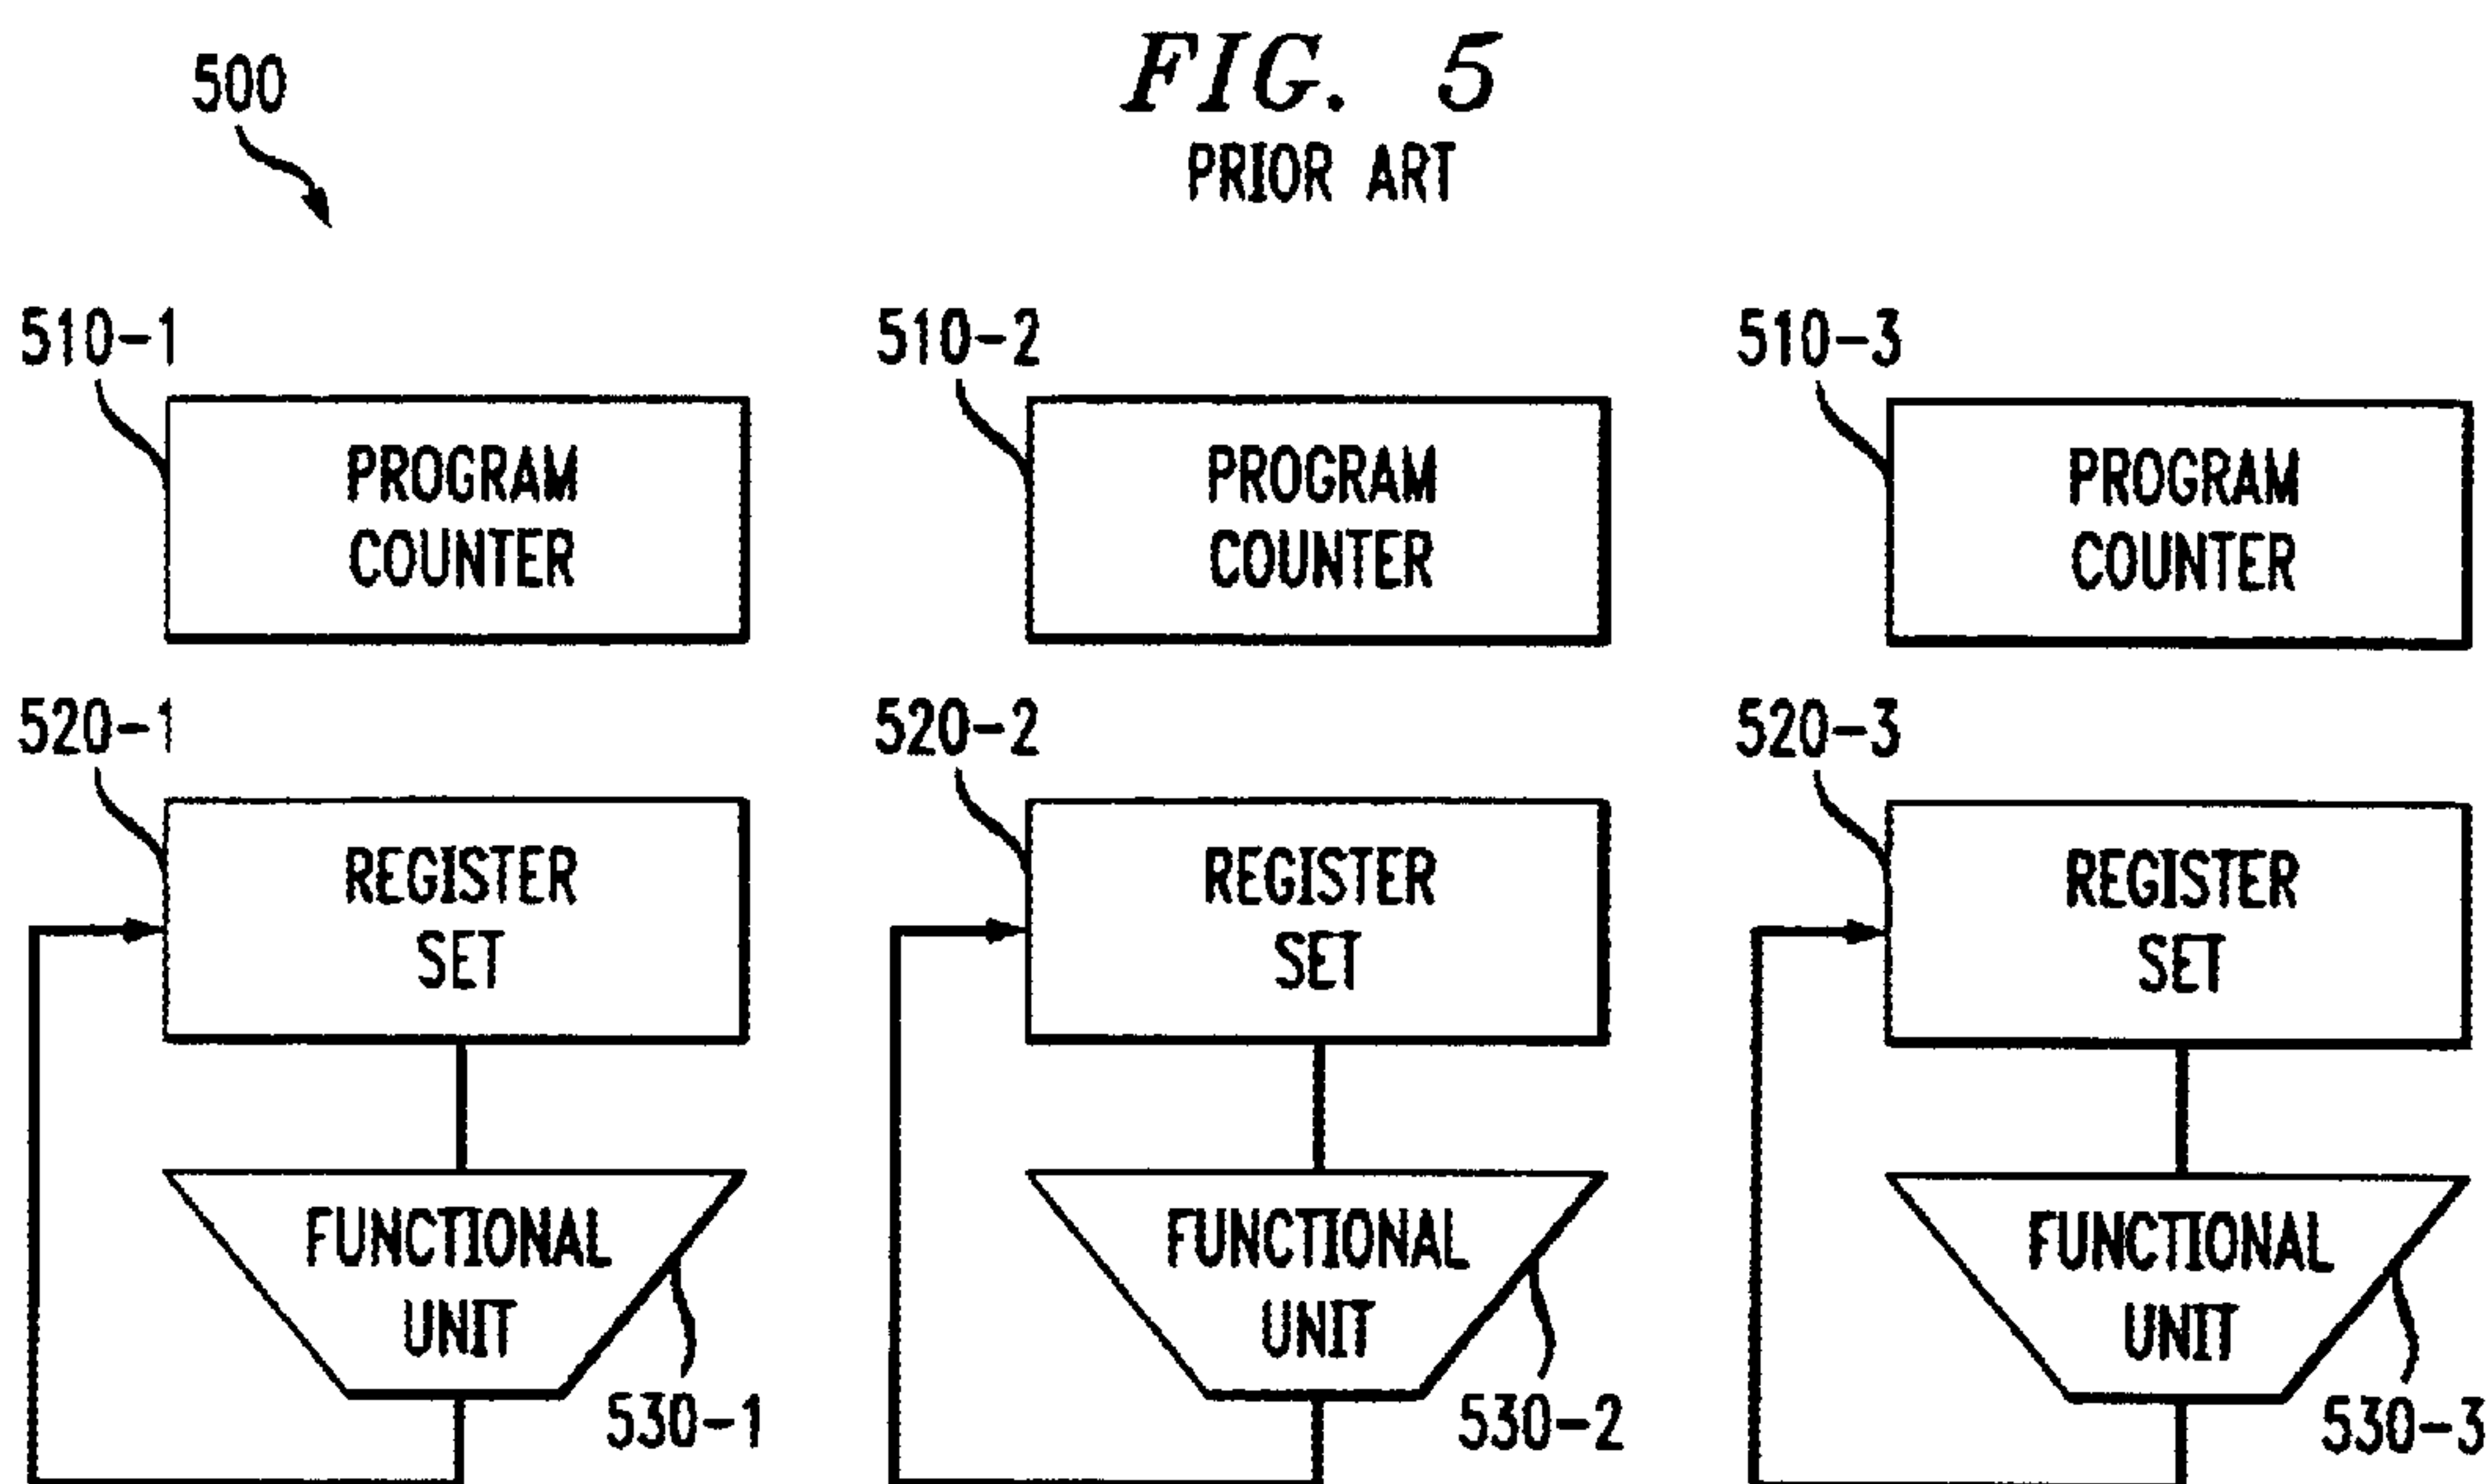 FIG. 5
PRIOR ART
500
510-1
510-2
510-3
PROGRAM
COUNTER
PROGRAM
COUNTER
PROGRAM
COUNTER
520-1
520-2
520-3
REGISTER
SET
REGISTER
SET
REGISTER
SET
FUNCTIONAL
UNIT
FUNCTIONAL
UNIT
FUNCTIONAL
UNIT
530-1
530-2
530-3